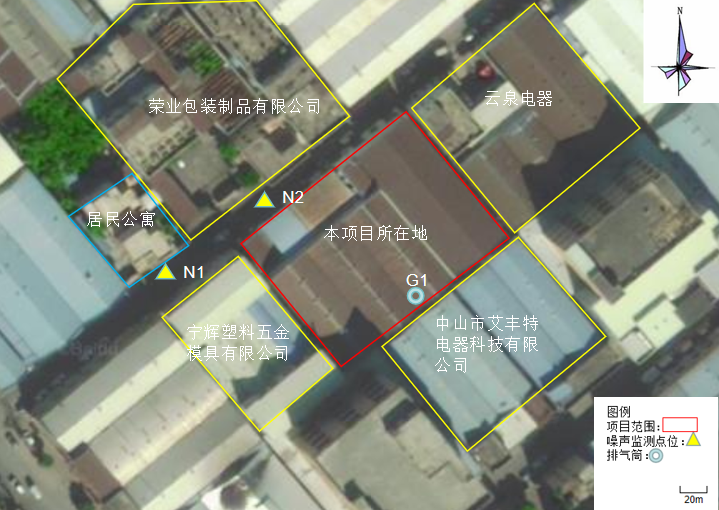 N
云泉电器
荣业包装制品有限公司
N2
居民公寓
本项目所在地
N1
G1
宁辉塑料五金
模具有限公司
中山市艾丰特
电器科技有限
公司
图例
项目范围:
噪声监测点位:
排气筒:
20m